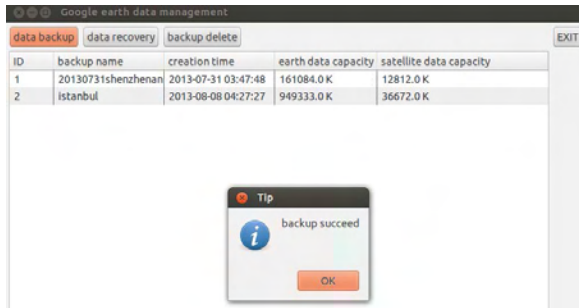 Google earth data management
data backup data recovery backup delete EXIT
ID backup name creation time earth data capacity satellite data capacity
1 20130731shenzhenan 2013-07-31 03:47:48 161084.0 K 12812.0 K
2 istanbul 2013-08-08 04:27:27 949333.0 K 36672.0 K
Tip
backup succeed
OK